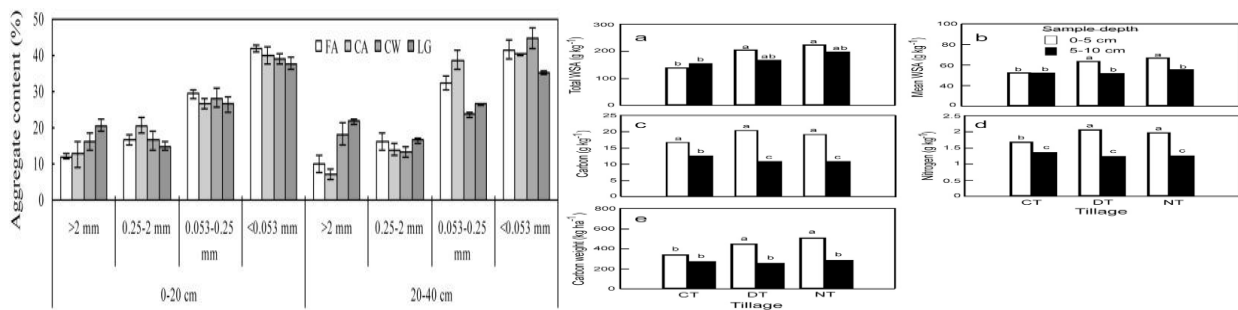 Aggregate content (%)
50
40
30
20
10
0
FA CA CW LG
>2 mm
0.25-2 mm
0.053-0.25
mm
<0.053 mm
>2 mm
0.25-2 mm
0.053-0.25
mm
<0.053 mm
0-20 cm
20-40 cm
a
Total WSA (g kg⁻¹)
300
200
100
0
b b
a ab
a ab
b
Sample depth
0-5 cm
5-10 cm
Mean WSA (g kg⁻¹)
100
80
60
40
0
b b
a b
a b
c
Carbon (g kg⁻¹)
25
20
15
10
5
0
a b
a c
a c
d
Nitrogen (g kg⁻¹)
2.5
2
1.5
1
0.5
0
b c
a c
a c
CT DT NT
Tillage
e
Carbon weight (kg ha⁻¹)
800
600
400
200
0
b b
a b
a b
CT DT NT
Tillage